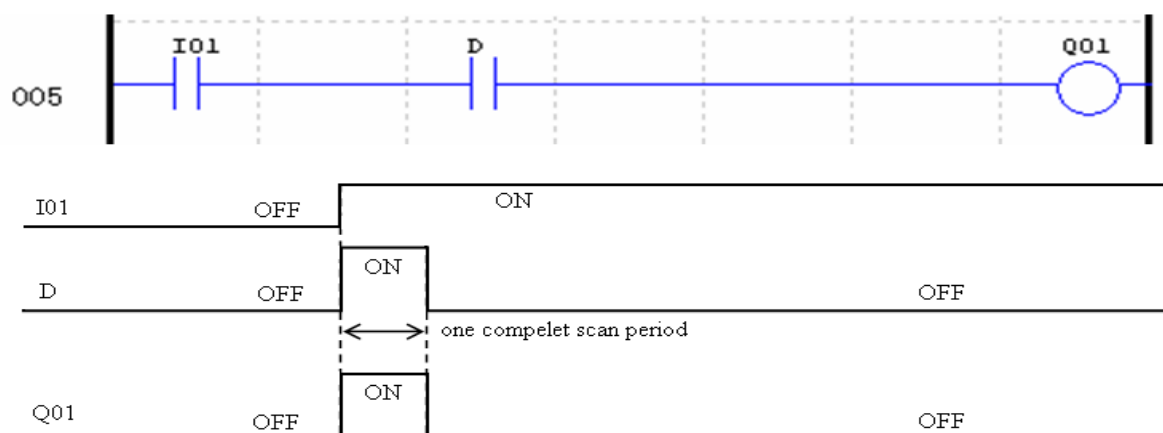 I01 D Q01
005
I01 OFF ON
D OFF ON OFF
one compelet scan period
Q01 OFF ON OFF